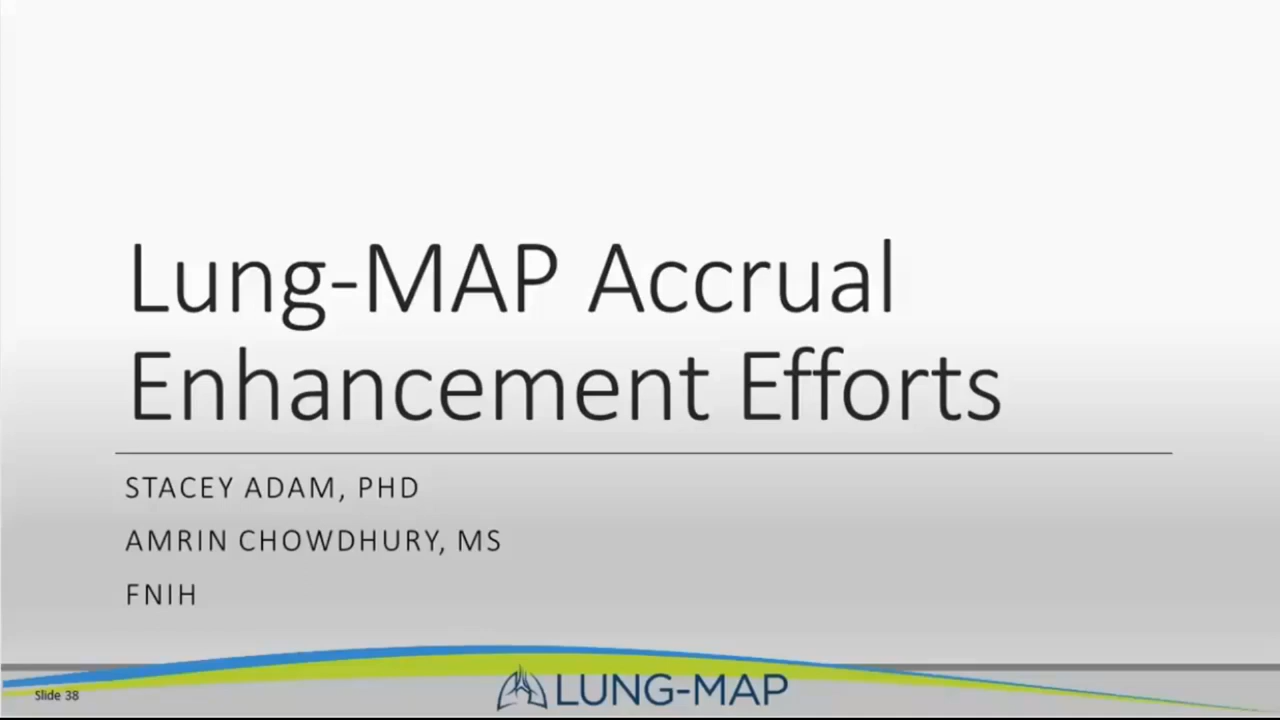 Lung-MAP Accrual
Enhancement Efforts
STACEY ADAM, PHD
AMRIN CHOWDHURY, MS
FNIH
Slide 38
LUNG-MAP